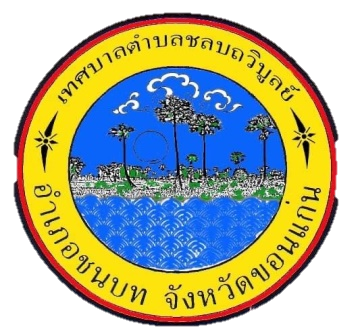 เทศบาลตำบลชลบถวิบูลย์
อำเภอชนบท จังหวัดขอนแก่น